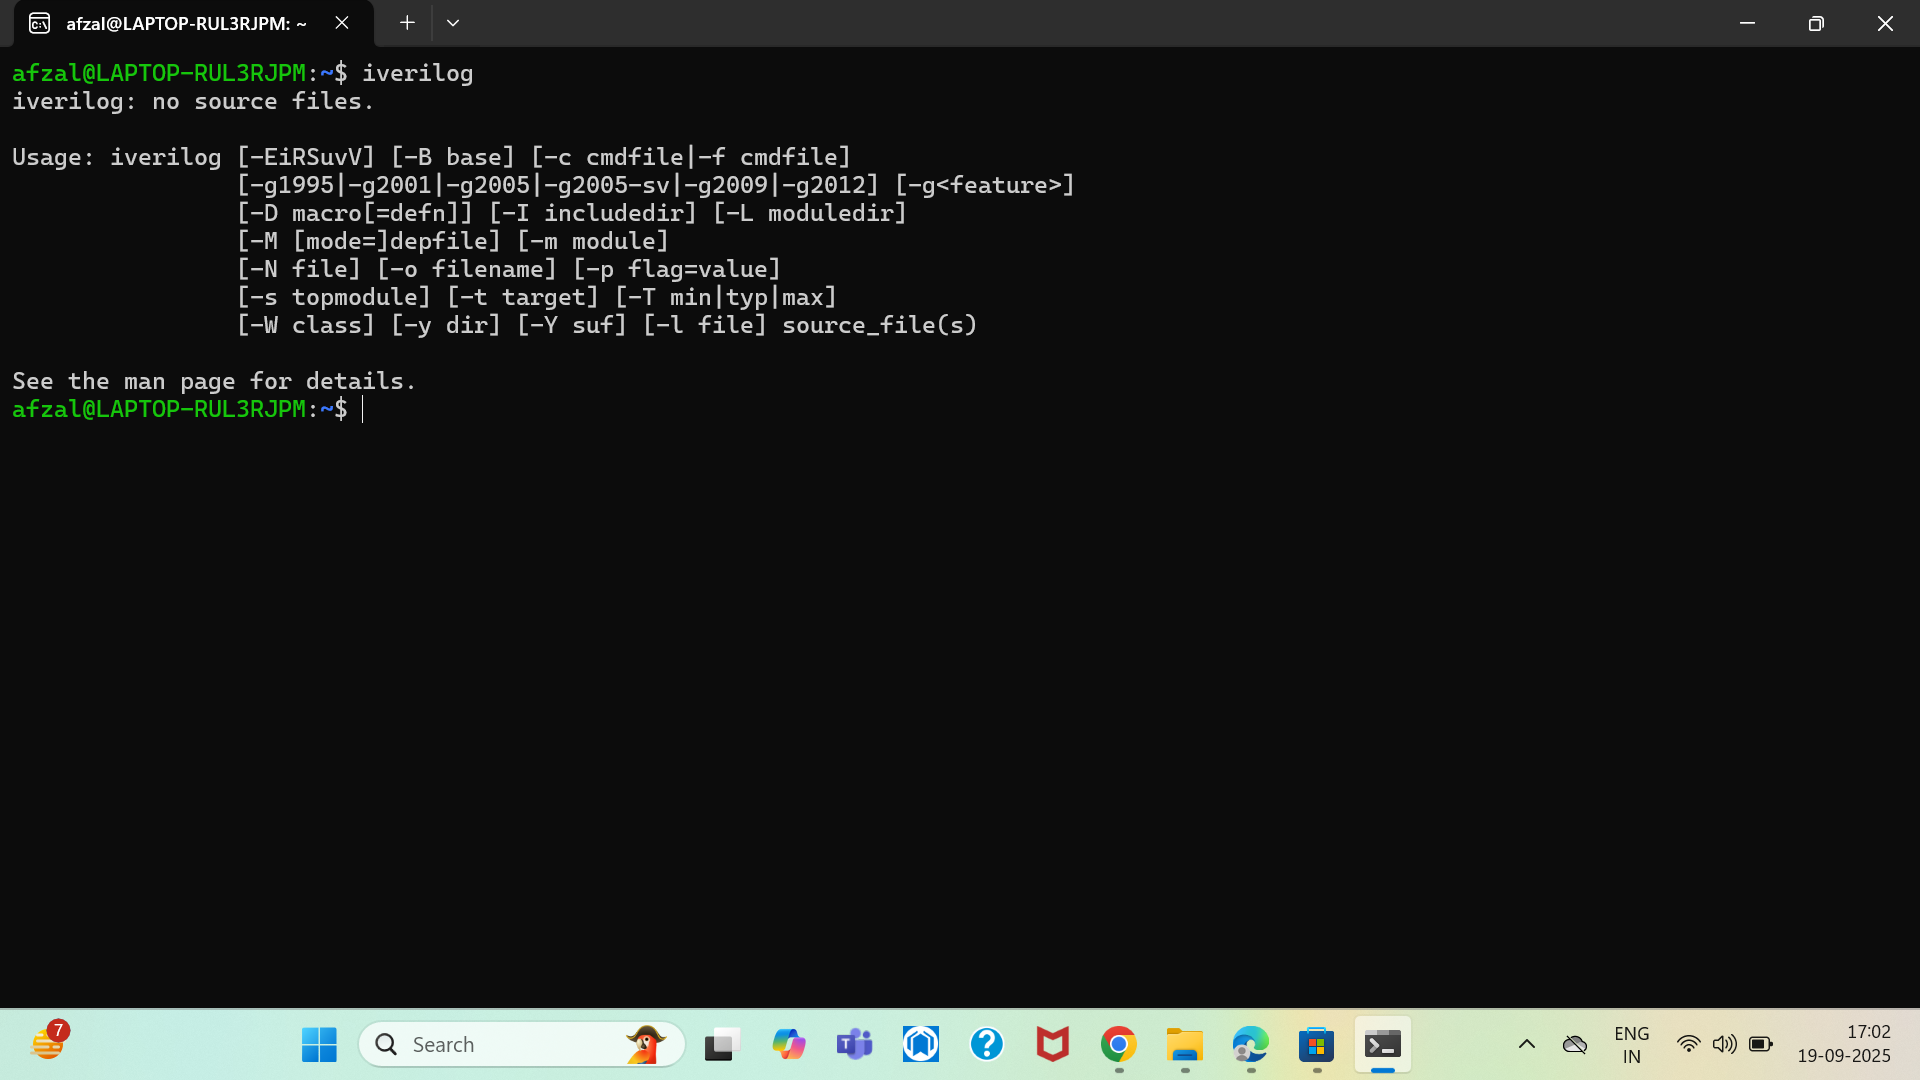 afzal@LAPTOP-RUL3RJPM: ~
afzal@LAPTOP-RUL3RJPM:~$ iverilog
iverilog: no source files.

Usage: iverilog [-EiRSuvV] [-B base] [-c cmdfile|-f cmdfile]
                [-g1995|-g2001|-g2005|-g2005-sv|-g2009|-g2012] [-g<feature>]
                [-D macro[=defn]] [-I includedir] [-L moduledir]
                [-M [mode=]depfile] [-m module]
                [-N file] [-o filename] [-p flag=value]
                [-s topmodule] [-t target] [-T min|typ|max]
                [-W class] [-y dir] [-Y suf] [-l file] source_file(s)

See the man page for details.
afzal@LAPTOP-RUL3RJPM:~$
7
Search
ENG
IN
17:02
19-09-2025